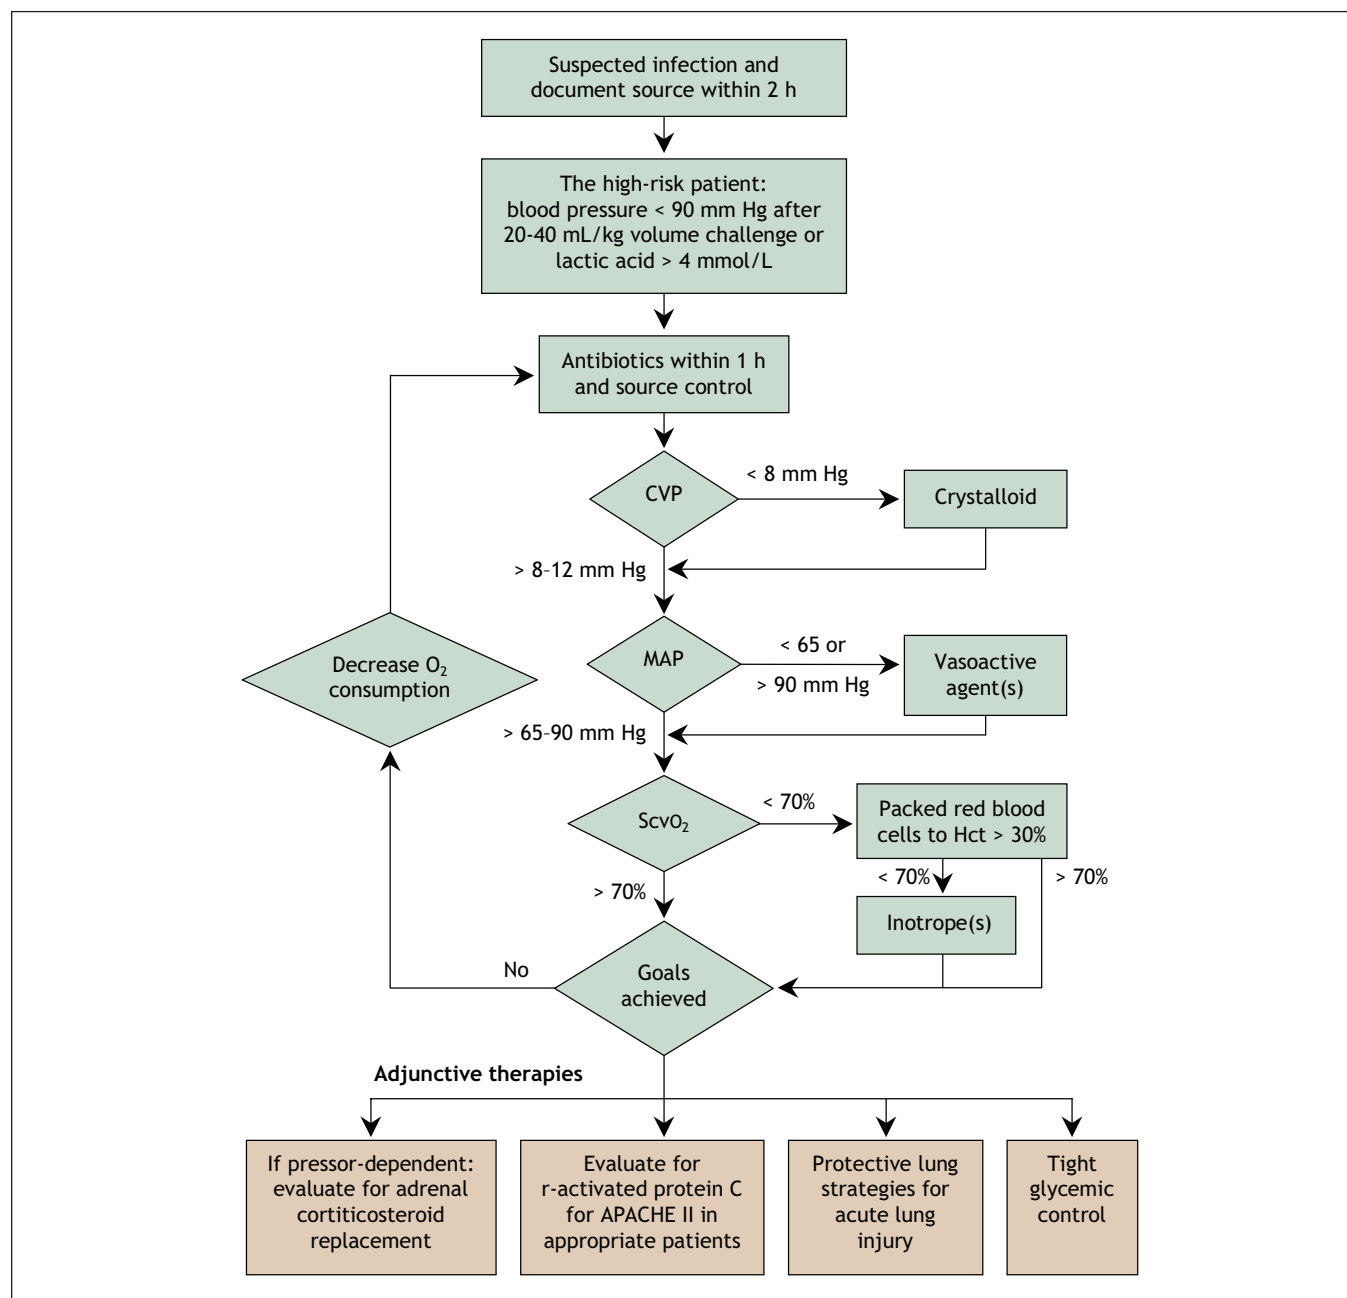 Suspected infection and
document source within 2 h
The high-risk patient:
blood pressure < 90 mm Hg after
20-40 mL/kg volume challenge or
lactic acid > 4 mmol/L
Antibiotics within 1 h
and source control
CVP
< 8 mm Hg
Crystalloid
> 8–12 mm Hg
MAP
< 65 or
> 90 mm Hg
Vasoactive
agent(s)
Decrease O₂
consumption
> 65–90 mm Hg
ScvO₂
< 70%
Packed red blood
cells to Hct > 30%
> 70%
< 70%
> 70%
Inotrope(s)
No
Goals
achieved
Adjunctive therapies
If pressor-dependent:
evaluate for adrenal
cortiticosteroid
replacement
Evaluate for
r-activated protein C
for APACHE II in
appropriate patients
Protective lung
strategies for
acute lung
injury
Tight
glycemic
control